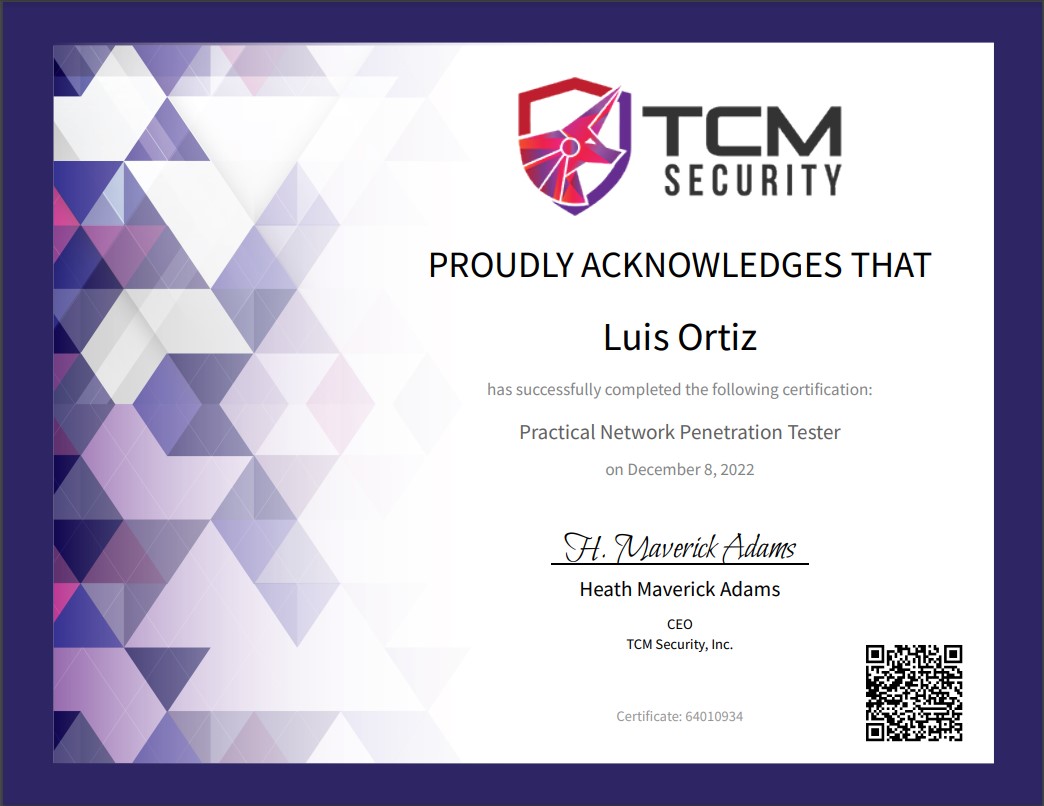 TCM
SECURITY
PROUDLY ACKNOWLEDGES THAT
Luis Ortiz
has successfully completed the following certification:
Practical Network Penetration Tester
on December 8, 2022
H. Maverick Adams
Heath Maverick Adams
CEO
TCM Security, Inc.
Certificate: 64010934